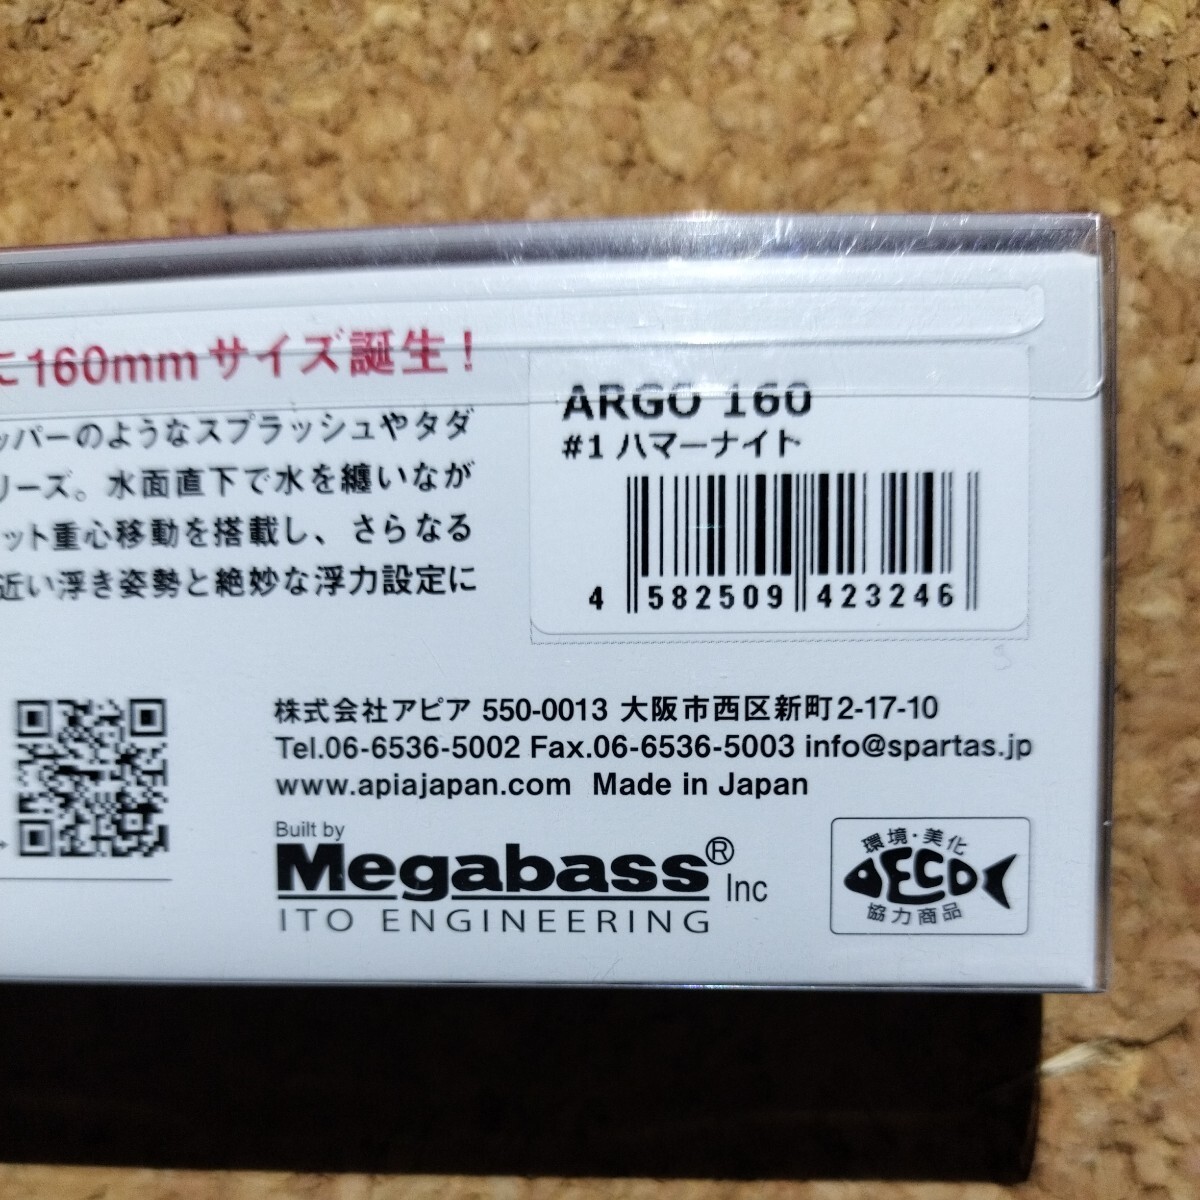 に160mmサイズ誕生！
ッパーのようなスプラッシュやタダ
リーズ。水面直下で水を纏いなが
ット重心移動を搭載し、さらなる
近い浮き姿勢と絶妙な浮力設定に
ARGO 160
#1 ハマーナイト
4 582509 423246
株式会社アピア 550-0013 大阪市西区新町2-17-10
Tel.06-6536-5002 Fax.06-6536-5003 info@spartas.jp
www.apiajapan.com Made in Japan
Built by
Megabass® Inc
ITO ENGINEERING
環境・美化
ECO
協力商品